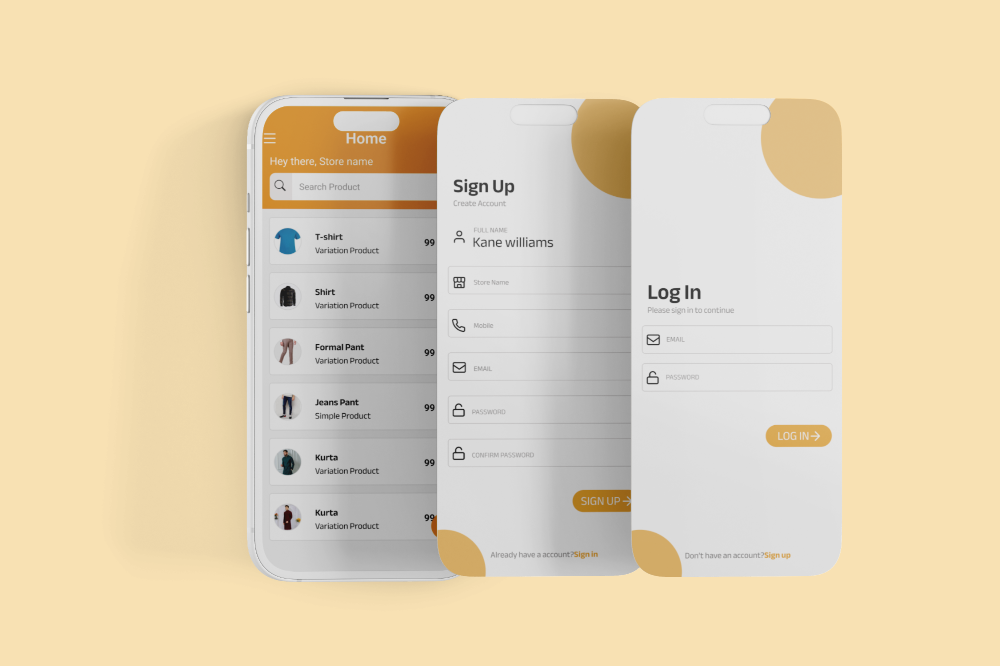 Home
Hey there, Store name
Search Product
T-shirt
Variation Product
99
Shirt
Variation Product
99
Formal Pant
Variation Product
99
Jeans Pant
Simple Product
99
Kurta
Variation Product
99
Kurta
Variation Product
99
Sign Up
Create Account
FULL NAME
Kane williams
Store Name
Mobile
EMAIL
PASSWORD
CONFIRM PASSWORD
SIGN UP
Already have a account?Sign in
Log In
Please sign in to continue
EMAIL
PASSWORD
LOG IN
Don't have an account?Sign up